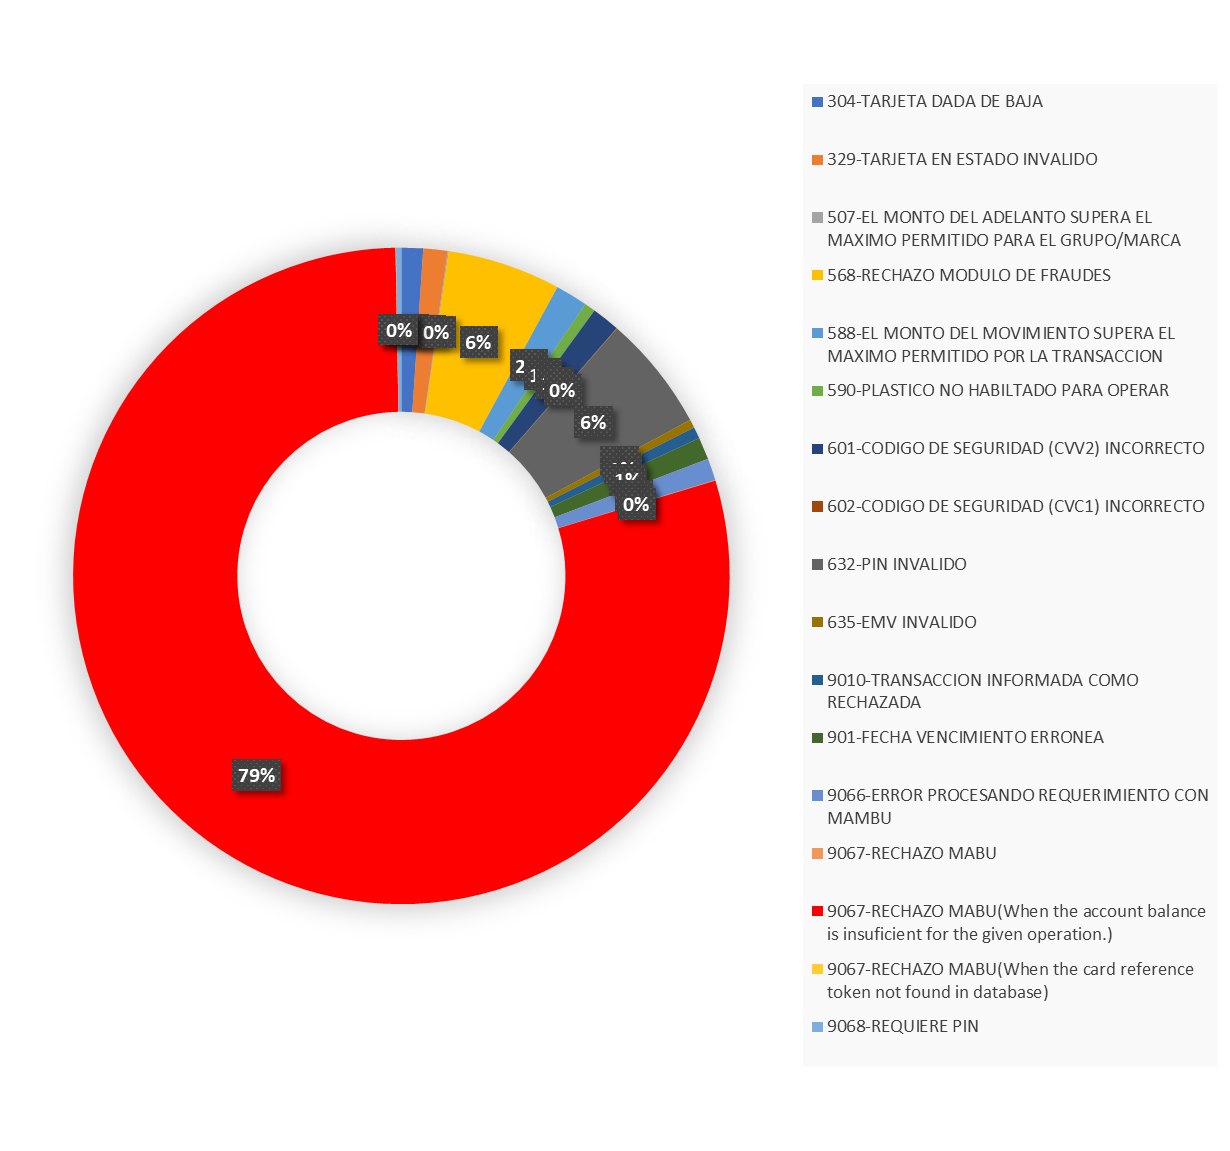 304-TARJETA DADA DE BAJA
329-TARJETA EN ESTADO INVALIDO
507-EL MONTO DEL ADELANTO SUPERA EL
MAXIMO PERMITIDO PARA EL GRUPO/MARCA
568-RECHAZO MODULO DE FRAUDES
588-EL MONTO DEL MOVIMIENTO SUPERA EL
MAXIMO PERMITIDO POR LA TRANSACCION
590-PLASTICO NO HABILTADO PARA OPERAR
601-CODIGO DE SEGURIDAD (CVV2) INCORRECTO
602-CODIGO DE SEGURIDAD (CVC1) INCORRECTO
632-PIN INVALIDO
635-EMV INVALIDO
9010-TRANSACCION INFORMADA COMO
RECHAZADA
901-FECHA VENCIMIENTO ERRONEA
9066-ERROR PROCESANDO REQUERIMIENTO CON
MAMBU
9067-RECHAZO MABU
9067-RECHAZO MABU(When the account balance
is insuficient for the given operation.)
9067-RECHAZO MABU(When the card reference
token not found in database)
9068-REQUIERE PIN
0%
0%
6%
0%
6%
1%
0%
79%